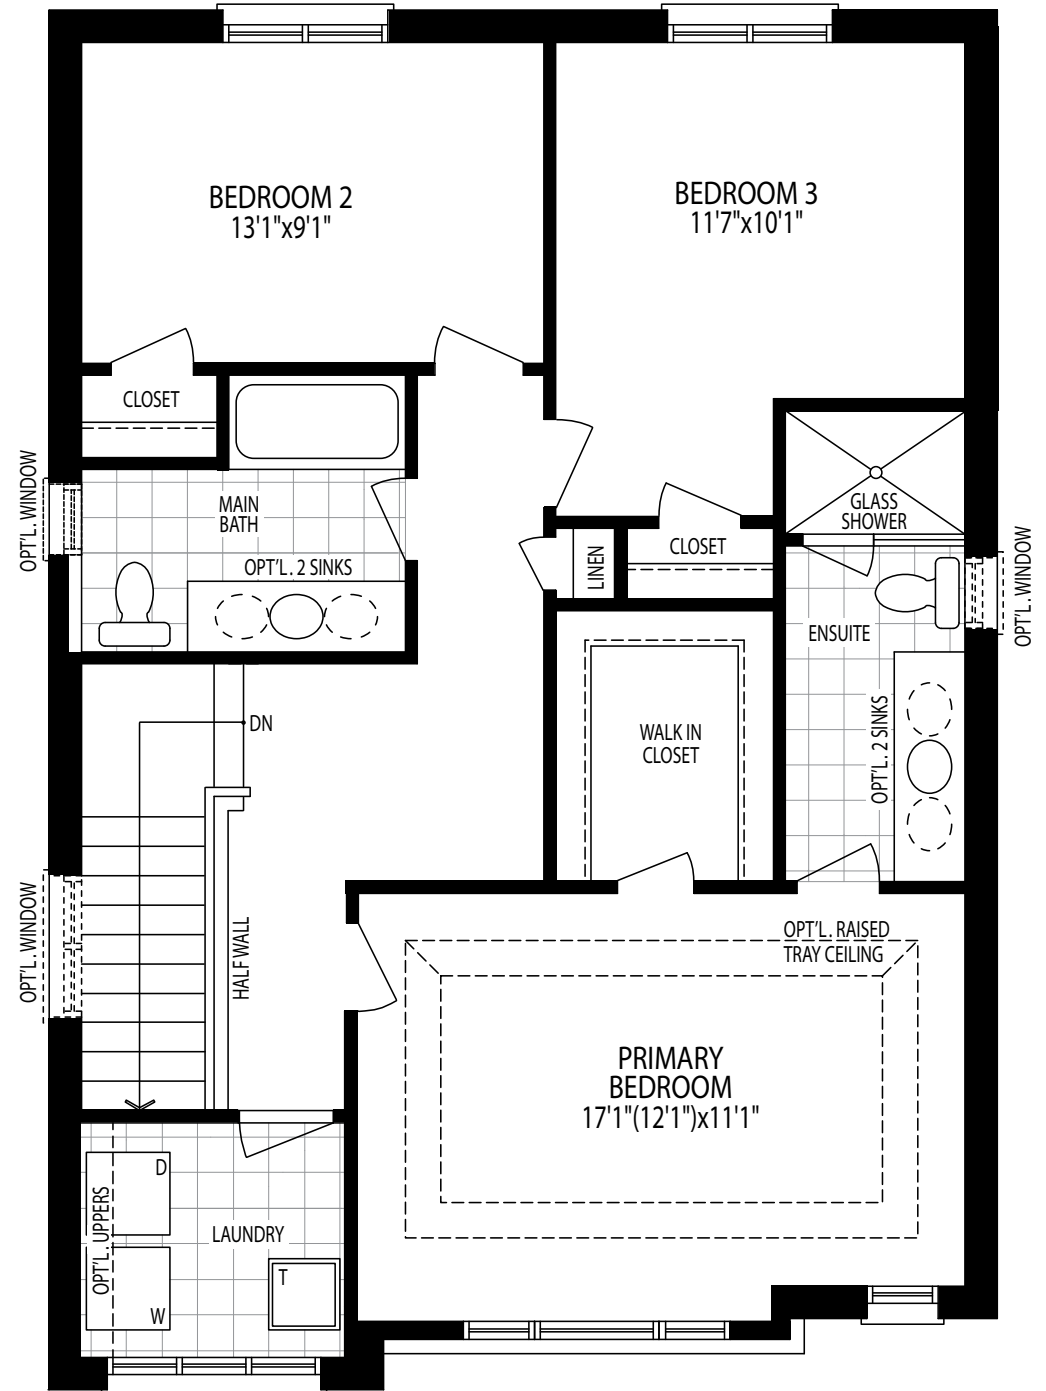 BEDROOM 2
13'1"x9'1"
BEDROOM 3
11'7"x10'1"
CLOSET
OPT'L. WINDOW
MAIN
BATH
OPT'L. 2 SINKS
GLASS
SHOWER
CLOSET
LINEN
OPT'L. WINDOW
ENSUITE
OPT'L. 2 SINKS
WALK IN
CLOSET
DN
OPT'L. WINDOW
HALF WALL
OPT'L. RAISED
TRAY CEILING
PRIMARY
BEDROOM
17'1"(12'1")x11'1"
D
OPT'L. UPPERS
LAUNDRY
T
W